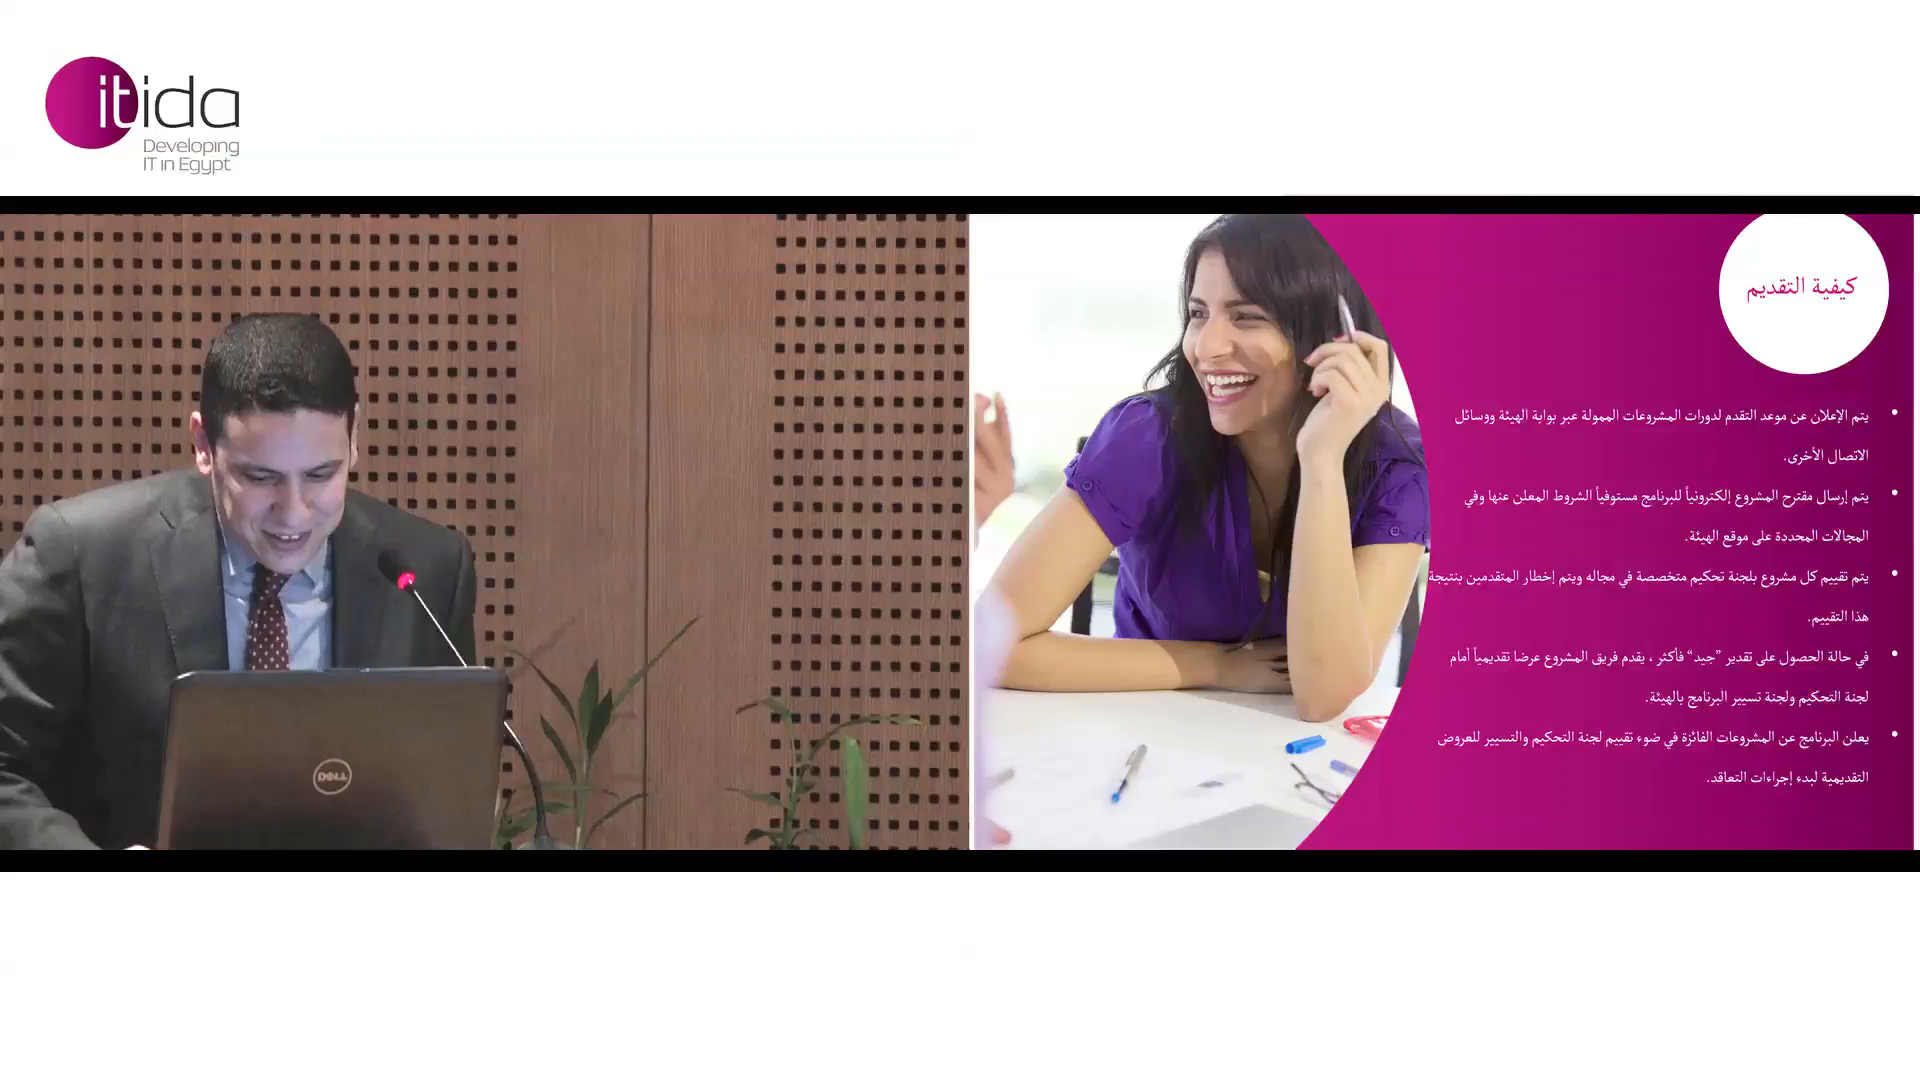 itida
Developing
IT in Egypt
كيفية التقديم
• يتم الإعلان عن موعد التقدم لدورات المشروعات الممولة عبر بوابة الهيئة ووسائل
الاتصال الأخرى.
• يتم إرسال مقترح المشروع إلكترونياً للبرنامج مستوفياً الشروط المعلن عنها وفي
المجالات المحددة على موقع الهيئة.
• يتم تقييم كل مشروع بلجنة تحكيم متخصصة في مجاله ويتم إخطار المتقدمين بنتيجة
هذا التقييم.
• في حالة الحصول على تقدير ”جيد“ فأكثر ، يقدم فريق المشروع عرضا تقديمياً أمام
لجنة التحكيم ولجنة تسيير البرنامج بالهيئة.
• يعلن البرنامج عن المشروعات الفائزة في ضوء تقييم لجنة التحكيم والتسيير للعروض
التقديمية لبدء إجراءات التعاقد.
DELL